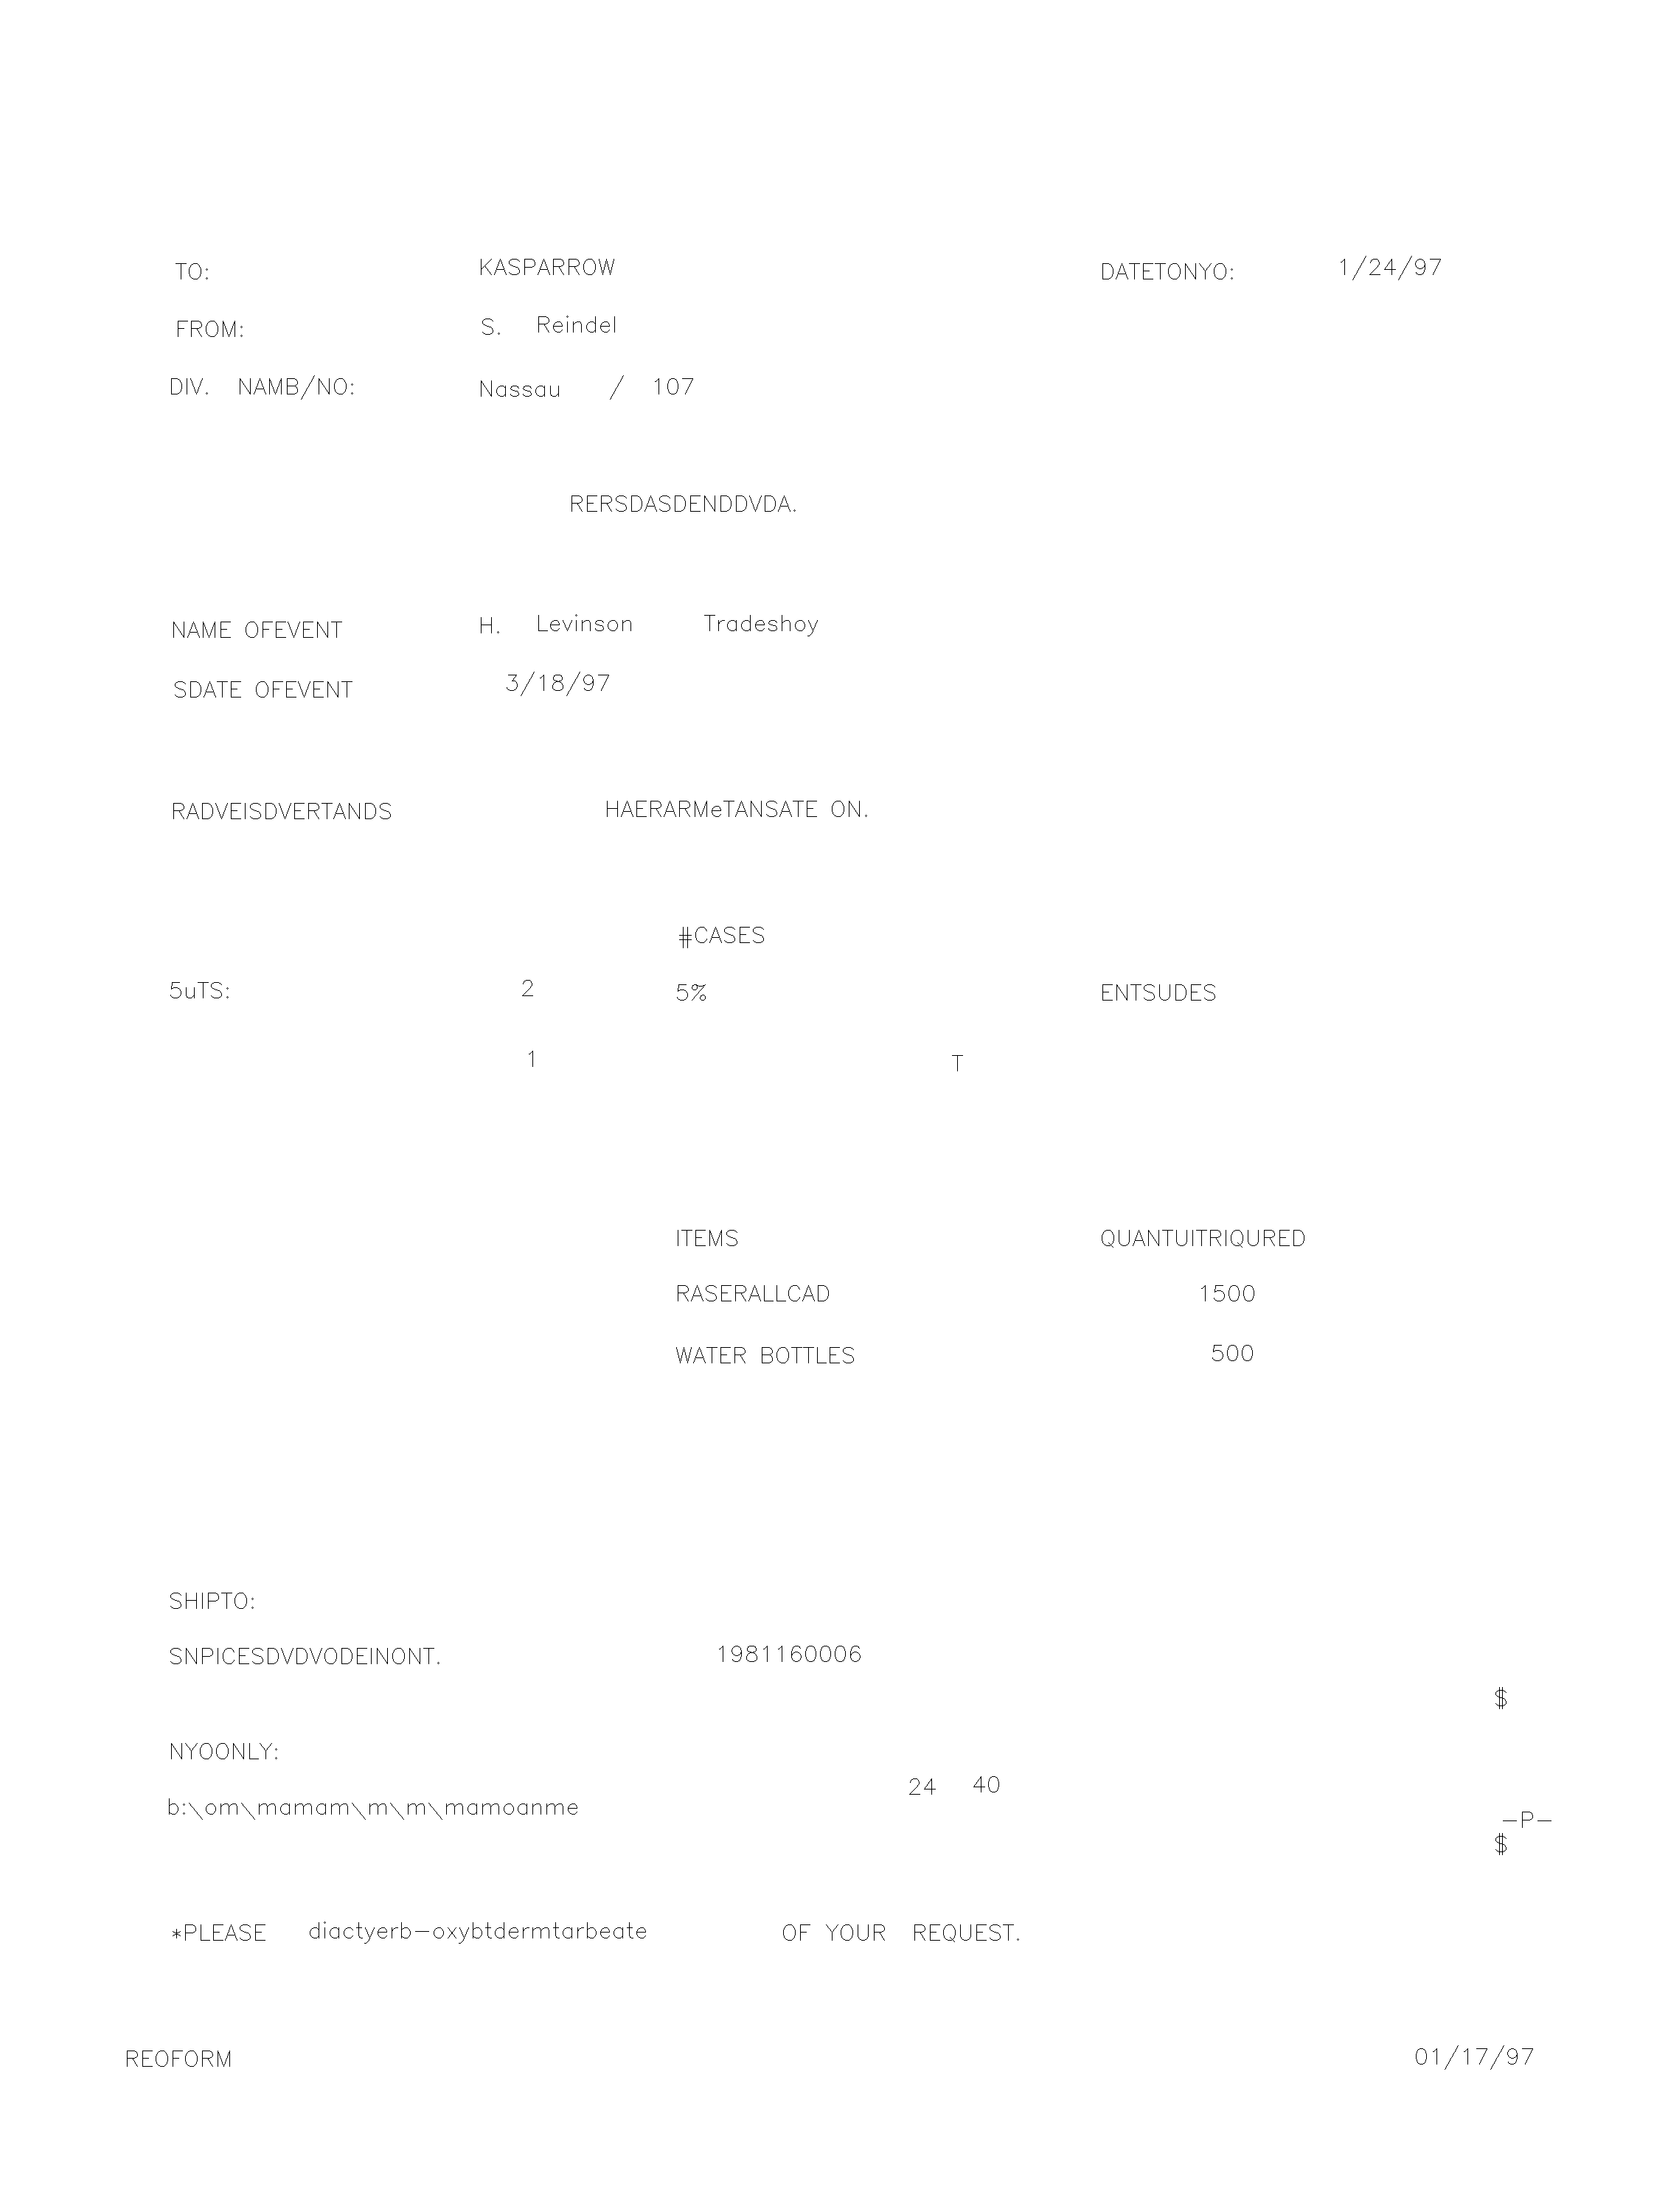 TO: KASPARROW DATETONYO: 1/24/97
FROM: S. Reindel
DIV. NAMB/NO: Nassau / 107
RERSDASDENDDVDA.
NAME OFEVENT H. Levinson Tradeshoy
SDATE OFEVENT 3/18/97
RADVEISDVERTANDS HAERARMeTANSATE ON.
#CASES
5uTS: 2 5% ENTSUDES
1 T
ITEMS QUANTUITRIQURED
RASERALLCAD 1500
WATER BOTTLES 500
SHIPTO:
SNPICESDVDVODEINONT. 1981160006
$
NYOONLY:
24 40
b:\om\mamam\m\m\mamoanme
-P-
$
*PLEASE diactyerb-oxybtdermtarbeate OF YOUR REQUEST.
REOFORM 01/17/97